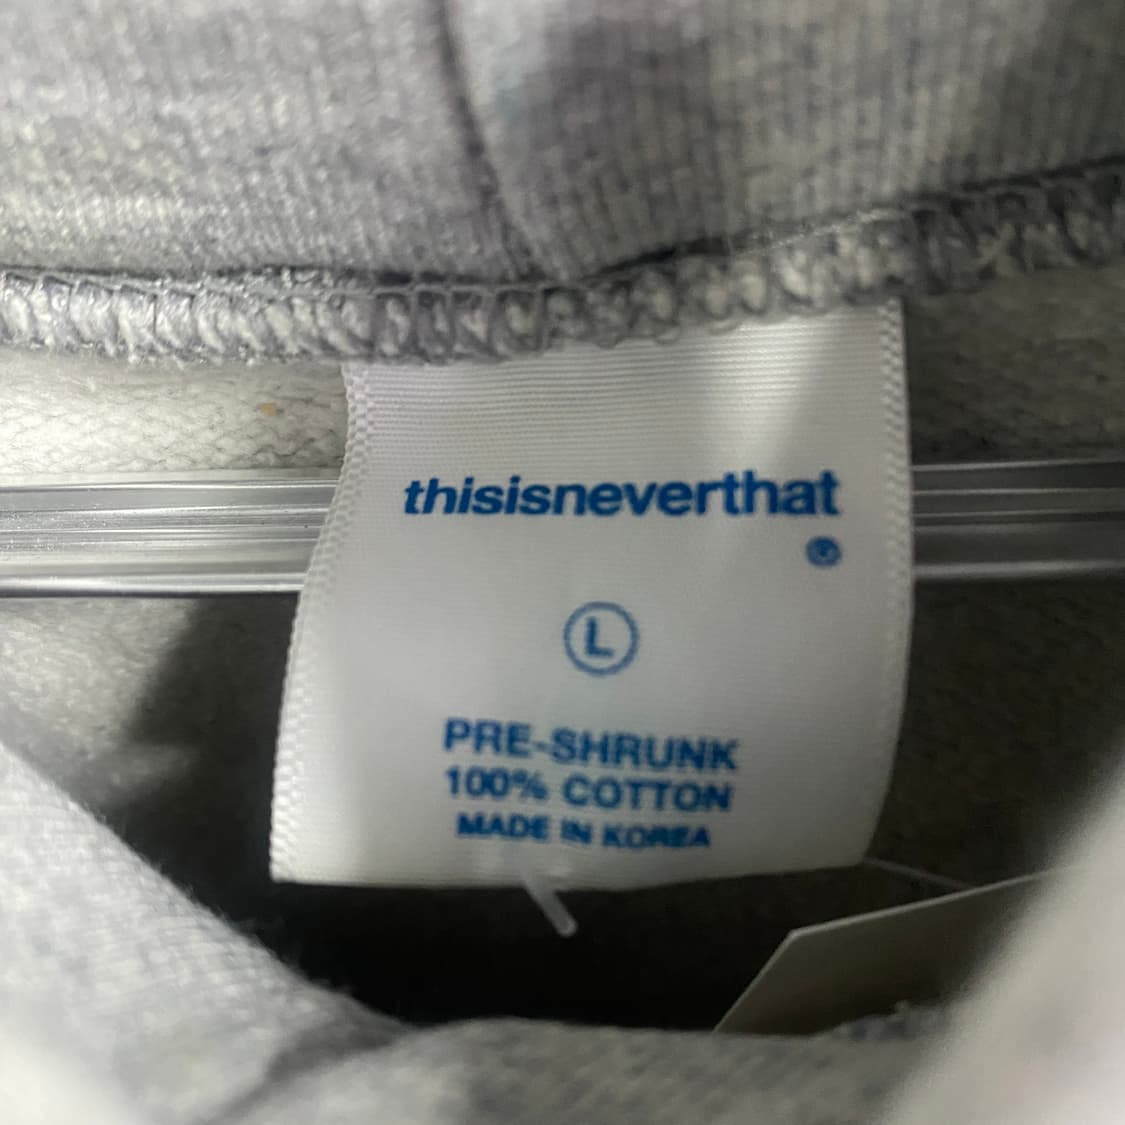 thisisneverthat
®
L
PRE-SHRUNK
100% COTTON
MADE IN KOREA